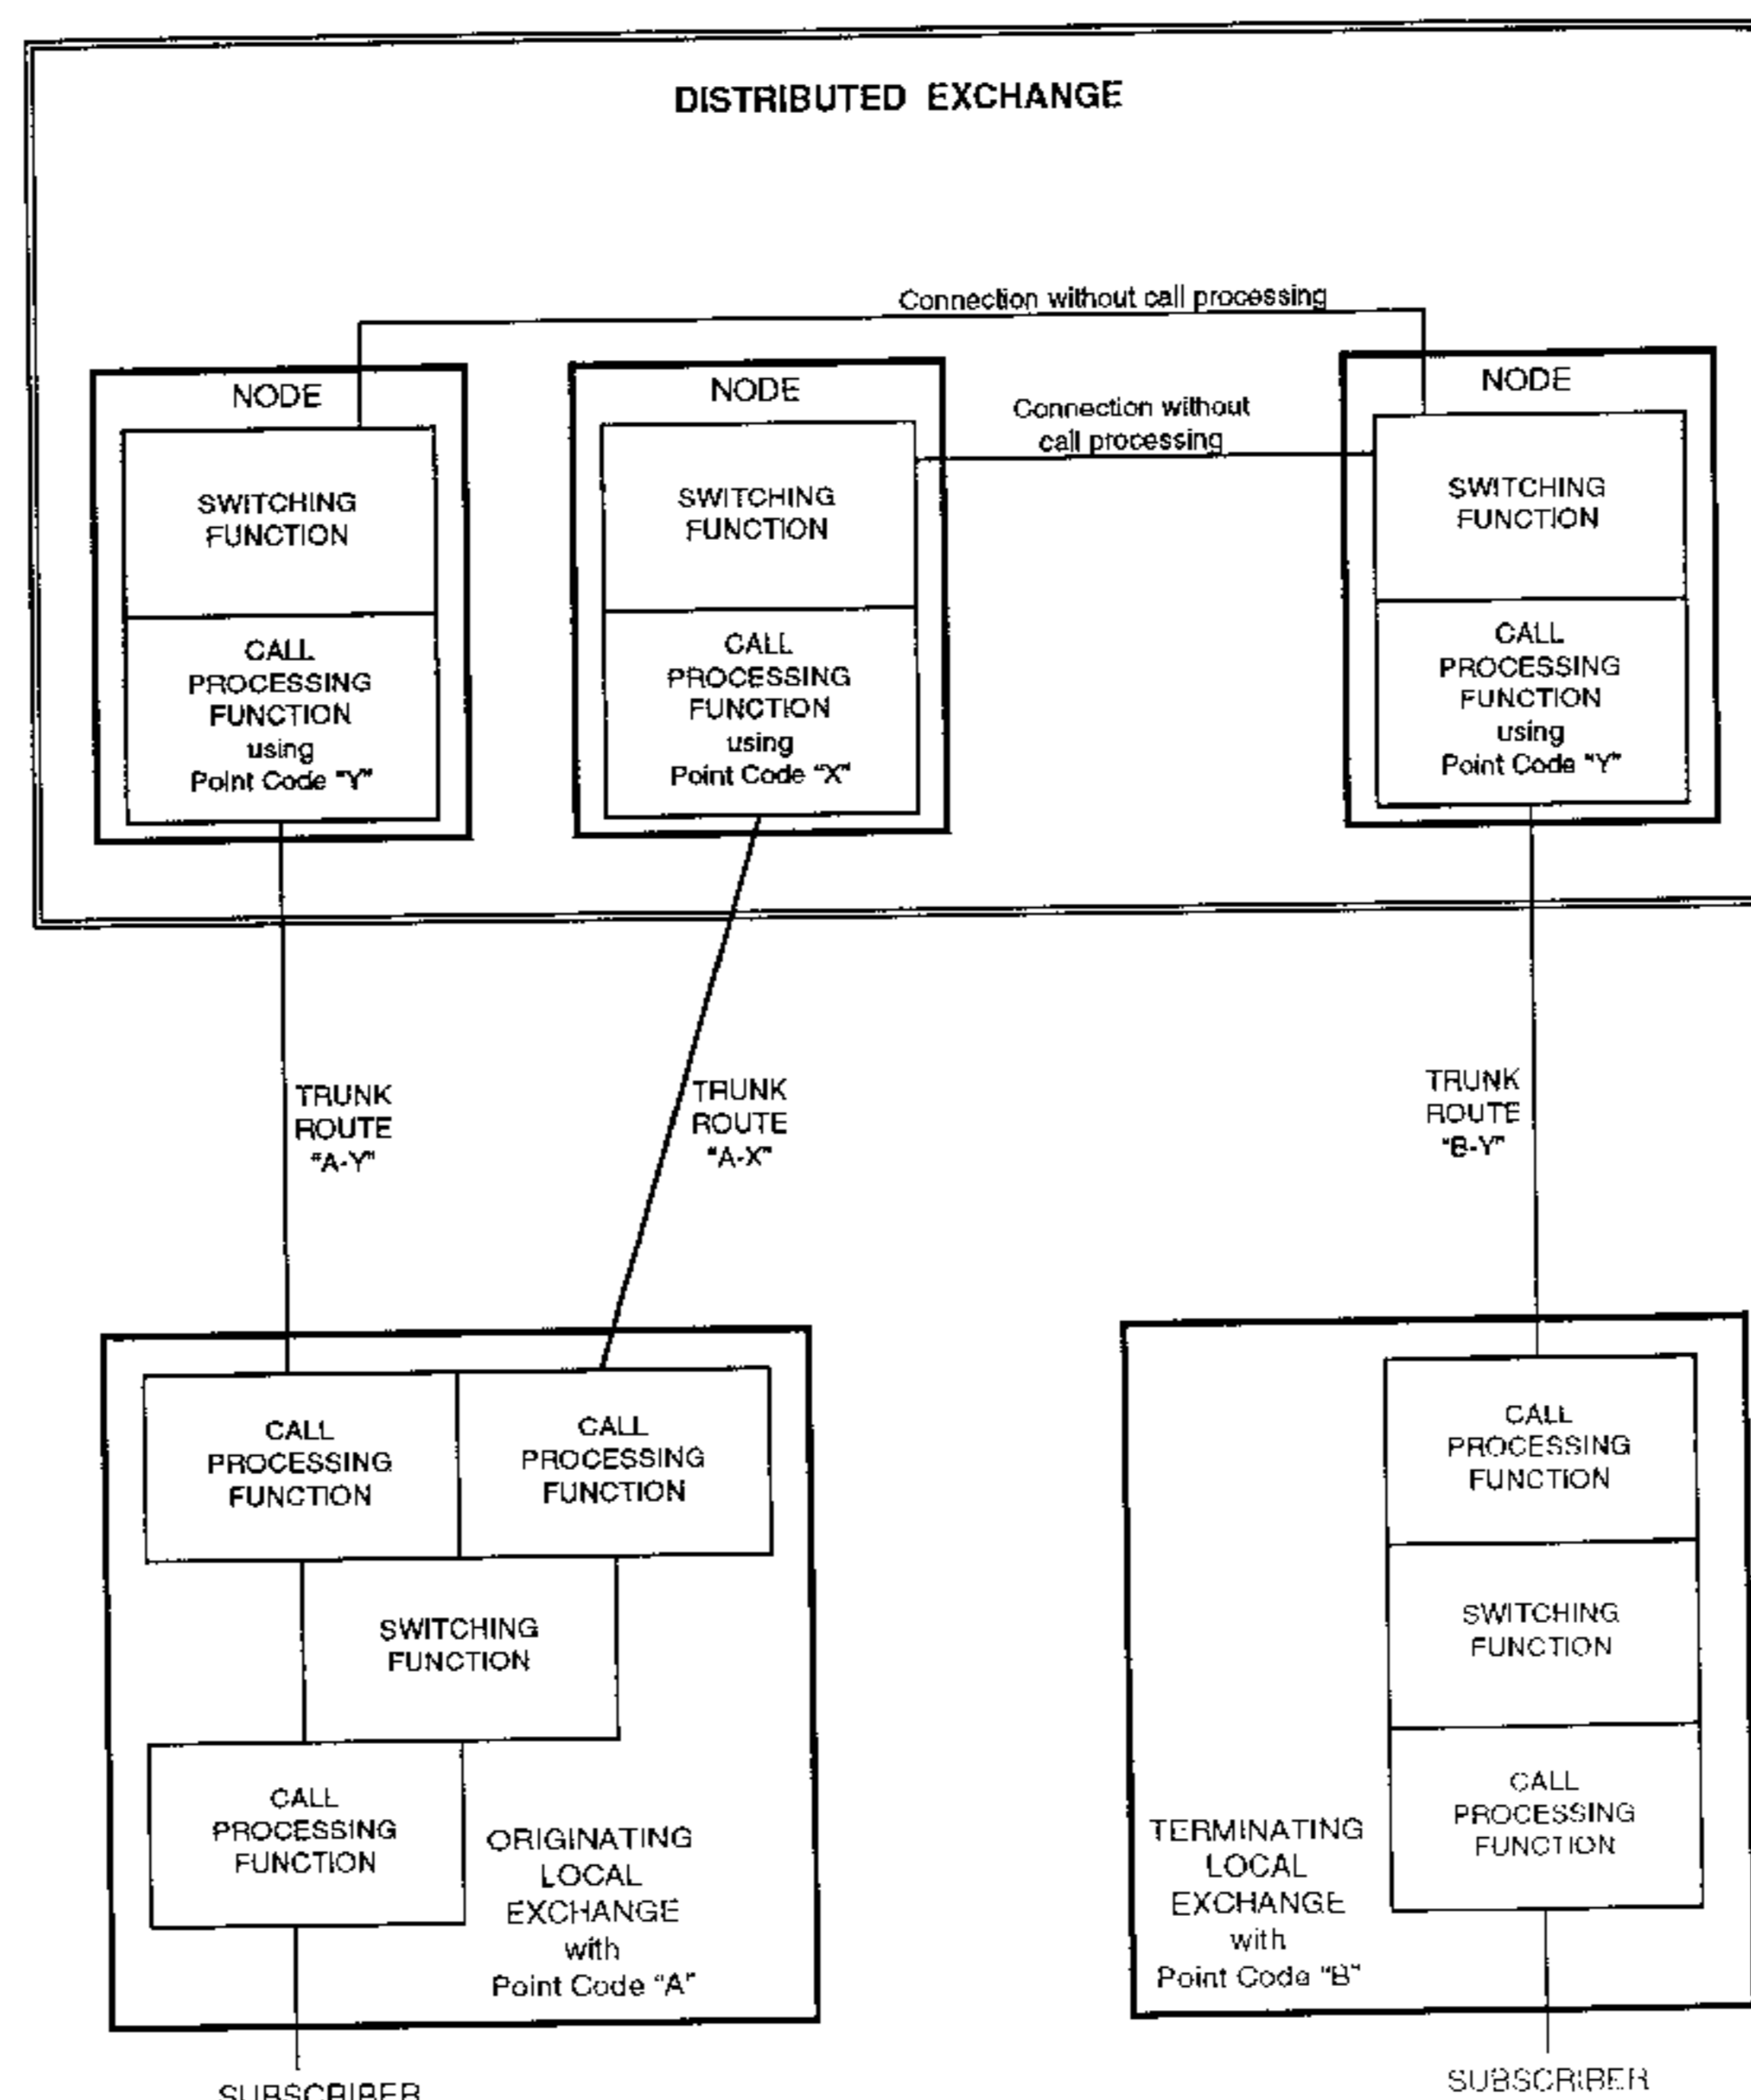 DISTRIBUTED EXCHANGE
Connection without call processing
NODE
SWITCHING
FUNCTION
CALL
PROCESSING
FUNCTION
using
Point Code "Y"
NODE
SWITCHING
FUNCTION
CALL
PROCESSING
FUNCTION
using
Point Code "X"
Connection without
call processing
NODE
SWITCHING
FUNCTION
CALL
PROCESSING
FUNCTION
using
Point Code "Y"
TRUNK
ROUTE
"A-Y"
TRUNK
ROUTE
"A-X"
TRUNK
ROUTE
"B-Y"
CALL
PROCESSING
FUNCTION
CALL
PROCESSING
FUNCTION
SWITCHING
FUNCTION
CALL
PROCESSING
FUNCTION
ORIGINATING
LOCAL
EXCHANGE
with
Point Code "A"
SUBSCRIBER
CALL
PROCESSING
FUNCTION
SWITCHING
FUNCTION
CALL
PROCESSING
FUNCTION
TERMINATING
LOCAL
EXCHANGE
with
Point Code "B"
SUBSCRIBER